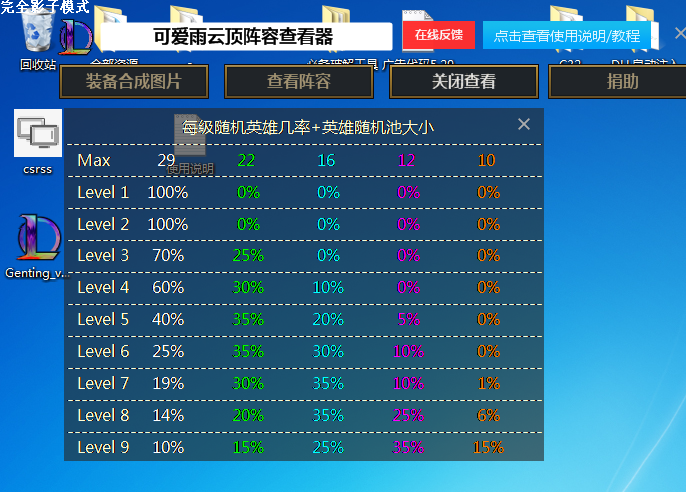 完全影子模式
可爱雨云顶阵容查看器
在线反馈
点击查看使用说明/教程
回收站
装备合成图片
查看阵容
关闭查看
捐助
每级随机英雄几率+英雄随机池大小
使用说明
csrss
Genting_v...
Max 29 22 16 12 10
Level 1 100% 0% 0% 0% 0%
Level 2 100% 0% 0% 0% 0%
Level 3 70% 25% 0% 0% 0%
Level 4 60% 30% 10% 0% 0%
Level 5 40% 35% 20% 5% 0%
Level 6 25% 35% 30% 10% 0%
Level 7 19% 30% 35% 10% 1%
Level 8 14% 20% 35% 25% 6%
Level 9 10% 15% 25% 35% 15%